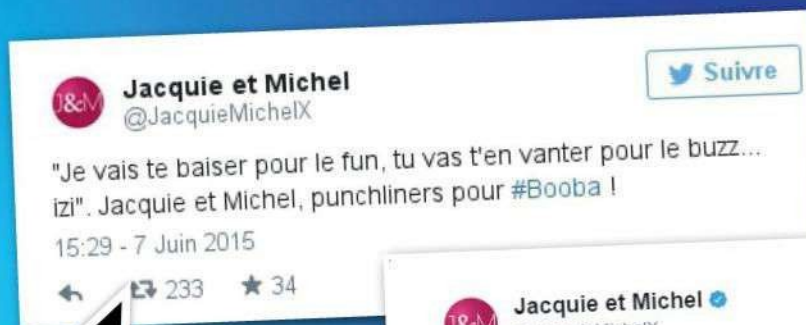 J&M
Jacquie et Michel
@JacquieMichelX
Suivre
"Je vais te baiser pour le fun, tu vas t'en vanter pour le buzz...
izi". Jacquie et Michel, punchliners pour #Booba !
15:29 - 7 Juin 2015
233 34
J&M
Jacquie et Michel